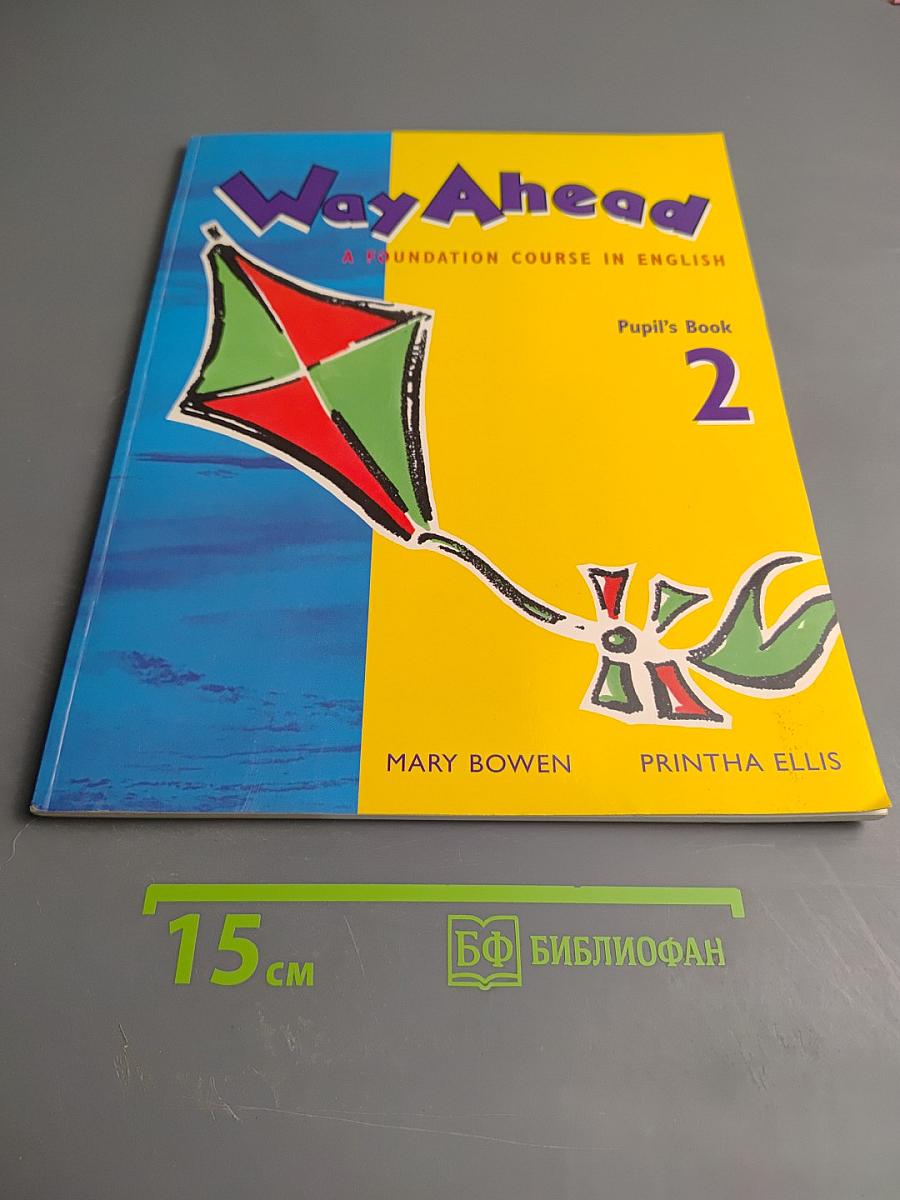 Way Ahead
A FOUNDATION COURSE IN ENGLISH
Pupil's Book
2
MARY BOWEN PRINTHA ELLIS
15 см
БФ БИБЛИОФАН